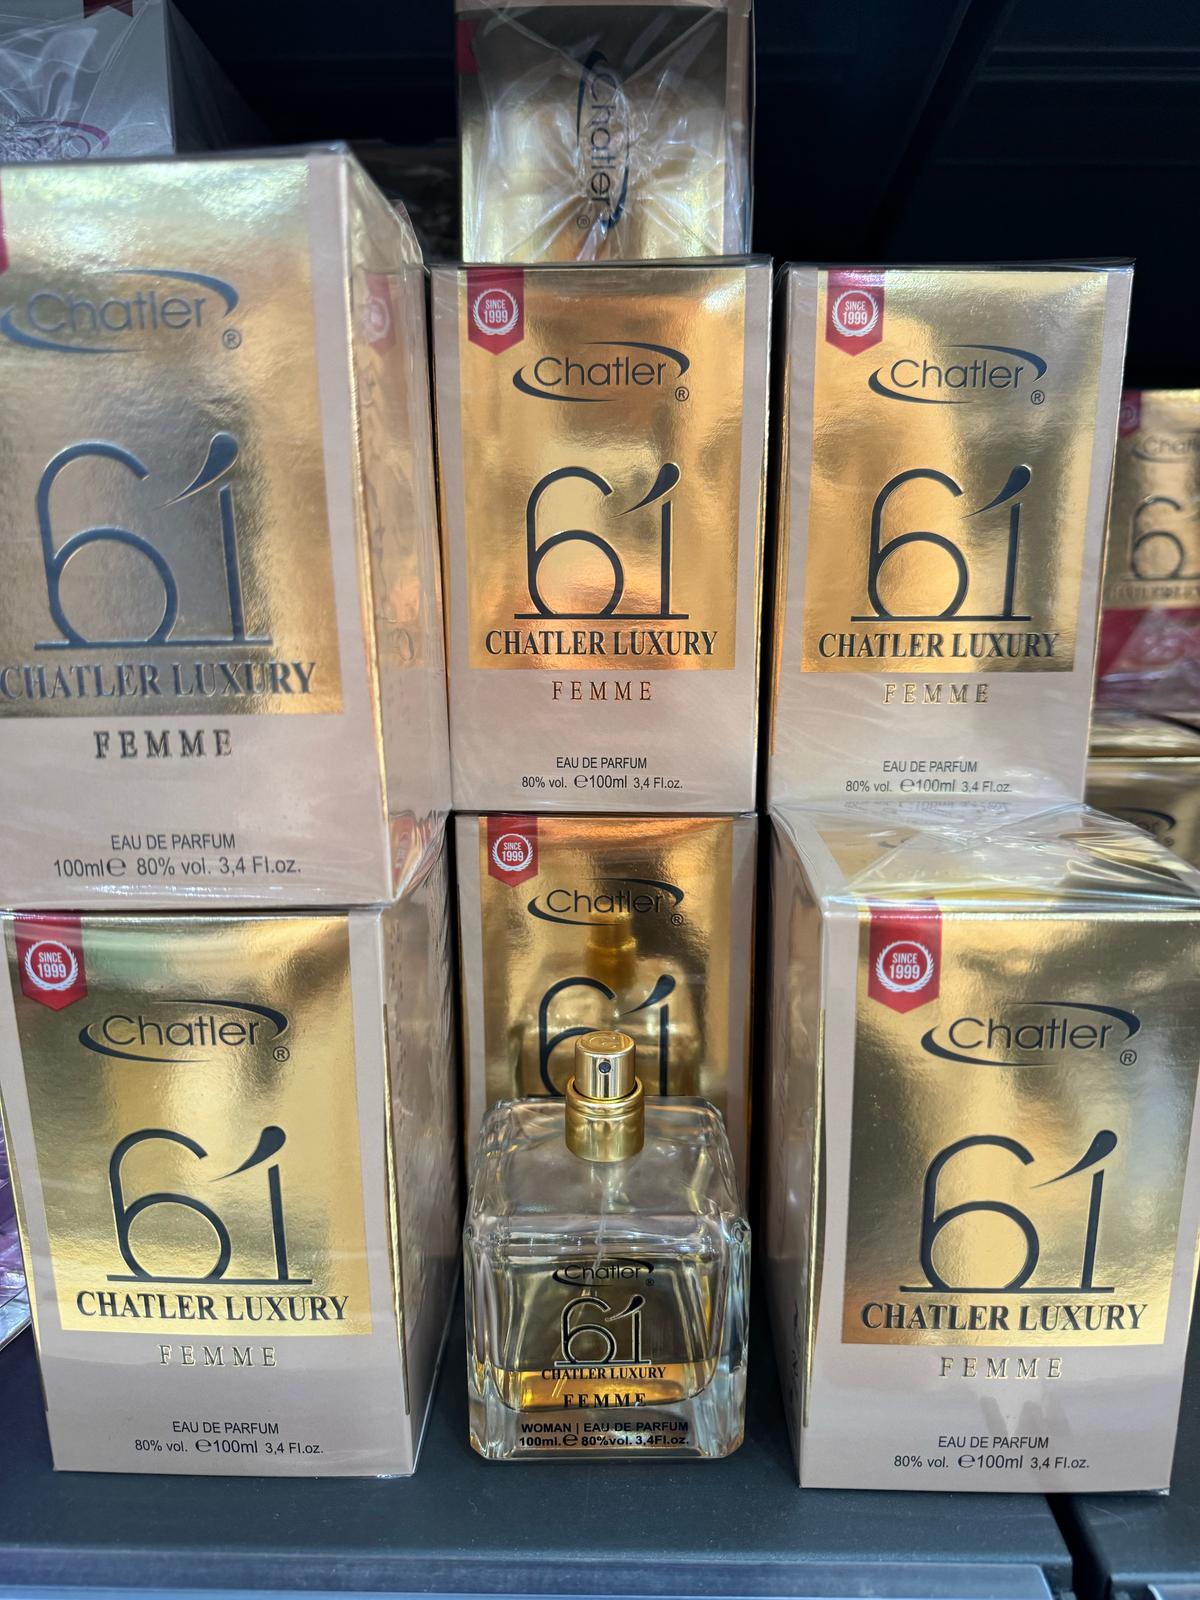 Chatler
®
Chatler
®
61
CHATLER LUXURY
FEMME
EAU DE PARFUM
100ml℮ 80% vol. 3,4 Fl.oz.
SINCE
1999
Chatler
®
61
CHATLER LUXURY
FEMME
EAU DE PARFUM
80% vol. ℮100ml 3,4 Fl.oz.
SINCE
1999
Chatler
®
61
CHATLER LUXURY
FEMME
EAU DE PARFUM
80% vol. ℮100ml 3,4 Fl.oz.
61
SINCE
1999
Chatler
®
61
CHATLER LUXURY
FEMME
EAU DE PARFUM
80% vol. ℮100ml 3,4 Fl.oz.
SINCE
1999
Chatler
®
61
Chatler
®
61
CHATLER LUXURY
FEMME
WOMAN | EAU DE PARFUM
100ml.℮ 80%vol. 3,4Fl.oz.
SINCE
1999
Chatler
®
61
CHATLER LUXURY
FEMME
EAU DE PARFUM
80% vol. ℮100ml 3,4 Fl.oz.